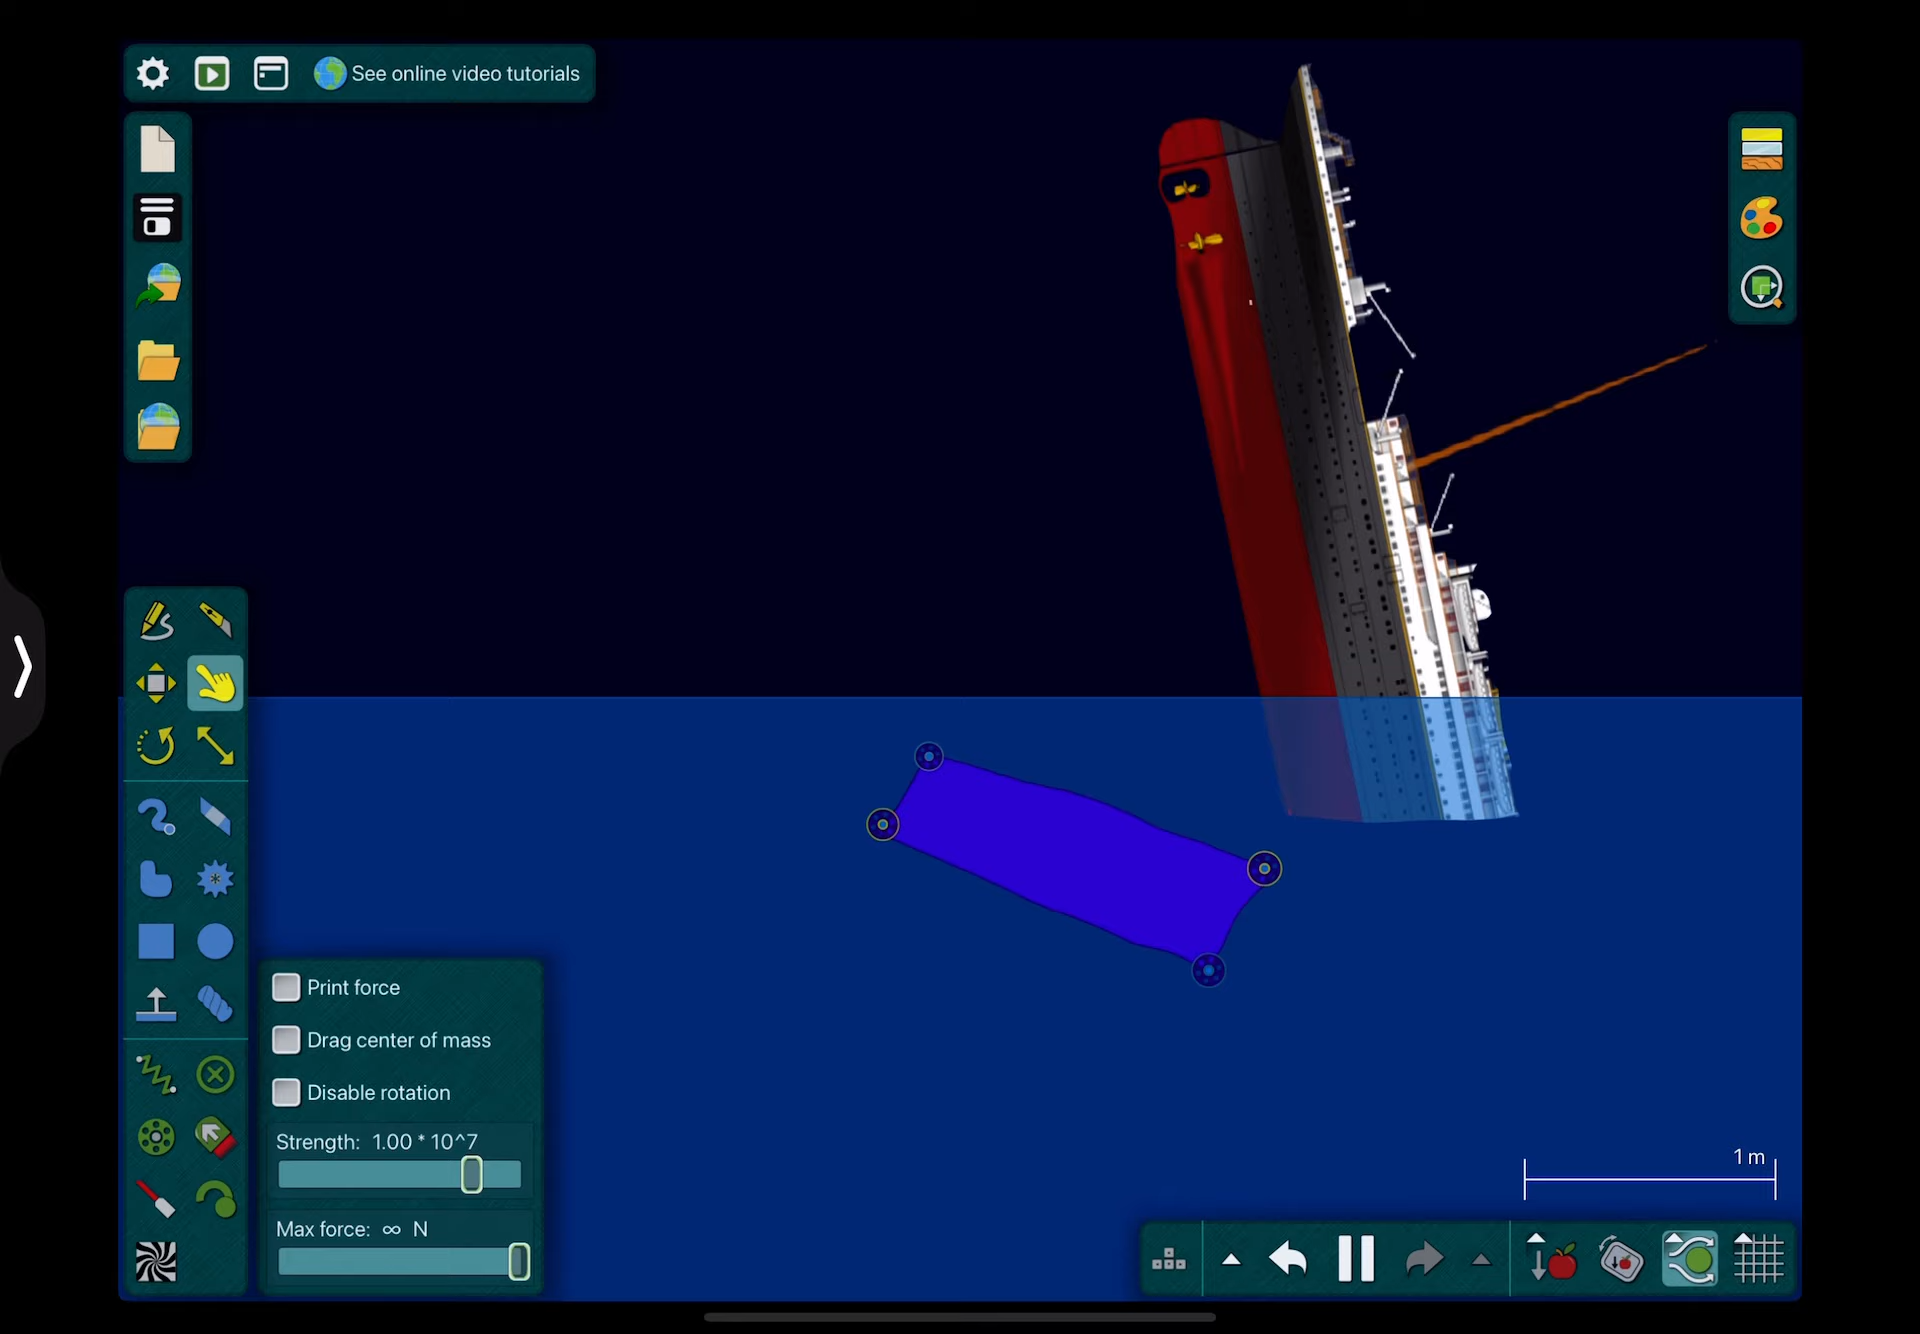 See online video tutorials
Print force
Drag center of mass
Disable rotation
Strength: 1.00 * 10^7
Max force: ∞ N
1 m